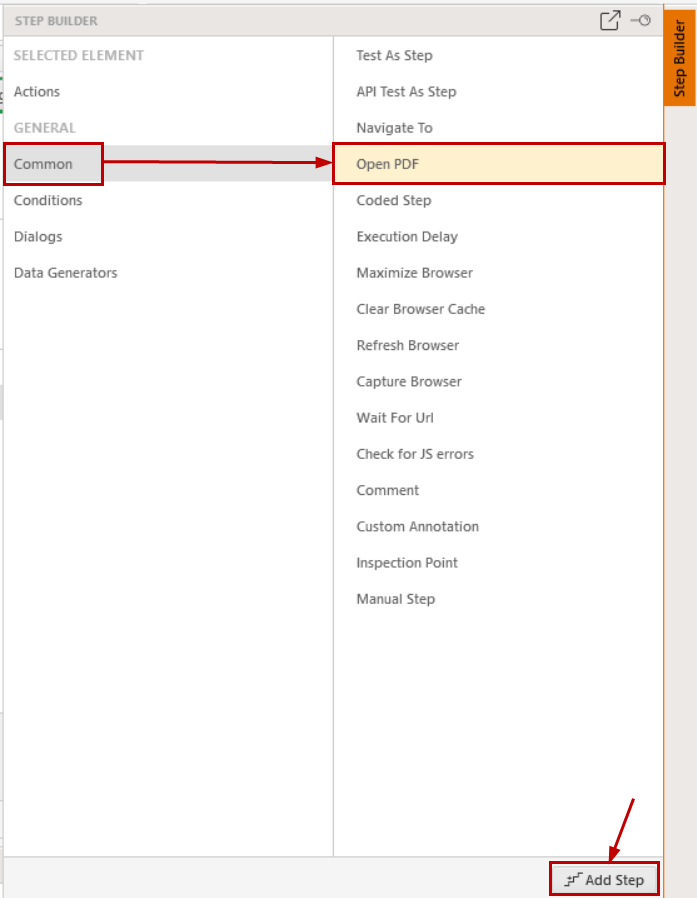 STEP BUILDER
SELECTED ELEMENT
Actions
GENERAL
Common
Conditions
Dialogs
Data Generators
Test As Step
API Test As Step
Navigate To
Open PDF
Coded Step
Execution Delay
Maximize Browser
Clear Browser Cache
Refresh Browser
Capture Browser
Wait For Url
Check for JS errors
Comment
Custom Annotation
Inspection Point
Manual Step
Add Step
Step Builder